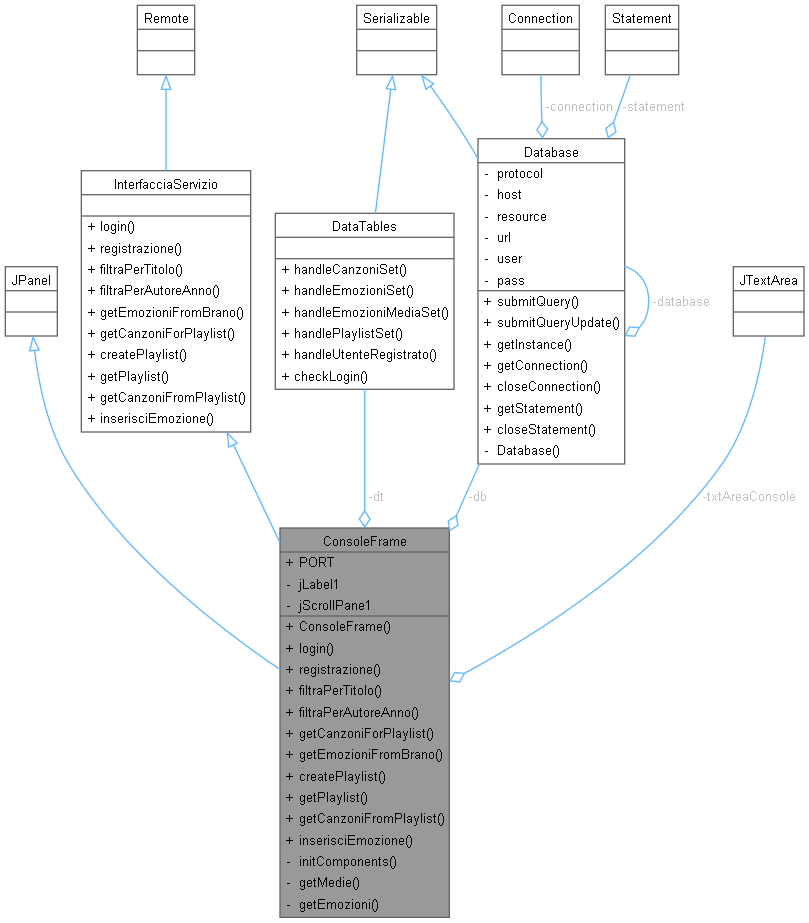 Remote
Serializable
Connection
Statement
-connection
-statement
InterfacciaServizio
+ login()
+ registrazione()
+ filtraPerTitolo()
+ filtraPerAutoreAnno()
+ getEmozioniFromBrano()
+ getCanzoniForPlaylist()
+ createPlaylist()
+ getPlaylist()
+ getCanzoniFromPlaylist()
+ inserisciEmozione()
DataTables
+ handleCanzoniSet()
+ handleEmozioniSet()
+ handleEmozioniMediaSet()
+ handlePlaylistSet()
+ handleUtenteRegistrato()
+ checkLogin()
Database
- protocol
- host
- resource
- url
- user
- pass
+ submitQuery()
+ submitQueryUpdate()
+ getInstance()
+ getConnection()
+ closeConnection()
+ getStatement()
+ closeStatement()
- Database()
-database
JPanel
JTextArea
-dt
-db
-txtAreaConsole
ConsoleFrame
+ PORT
- jLabel1
- jScrollPane1
+ ConsoleFrame()
+ login()
+ registrazione()
+ filtraPerTitolo()
+ filtraPerAutoreAnno()
+ getCanzoniForPlaylist()
+ getEmozioniFromBrano()
+ createPlaylist()
+ getPlaylist()
+ getCanzoniFromPlaylist()
+ inserisciEmozione()
- initComponents()
- getMedie()
- getEmozioni()